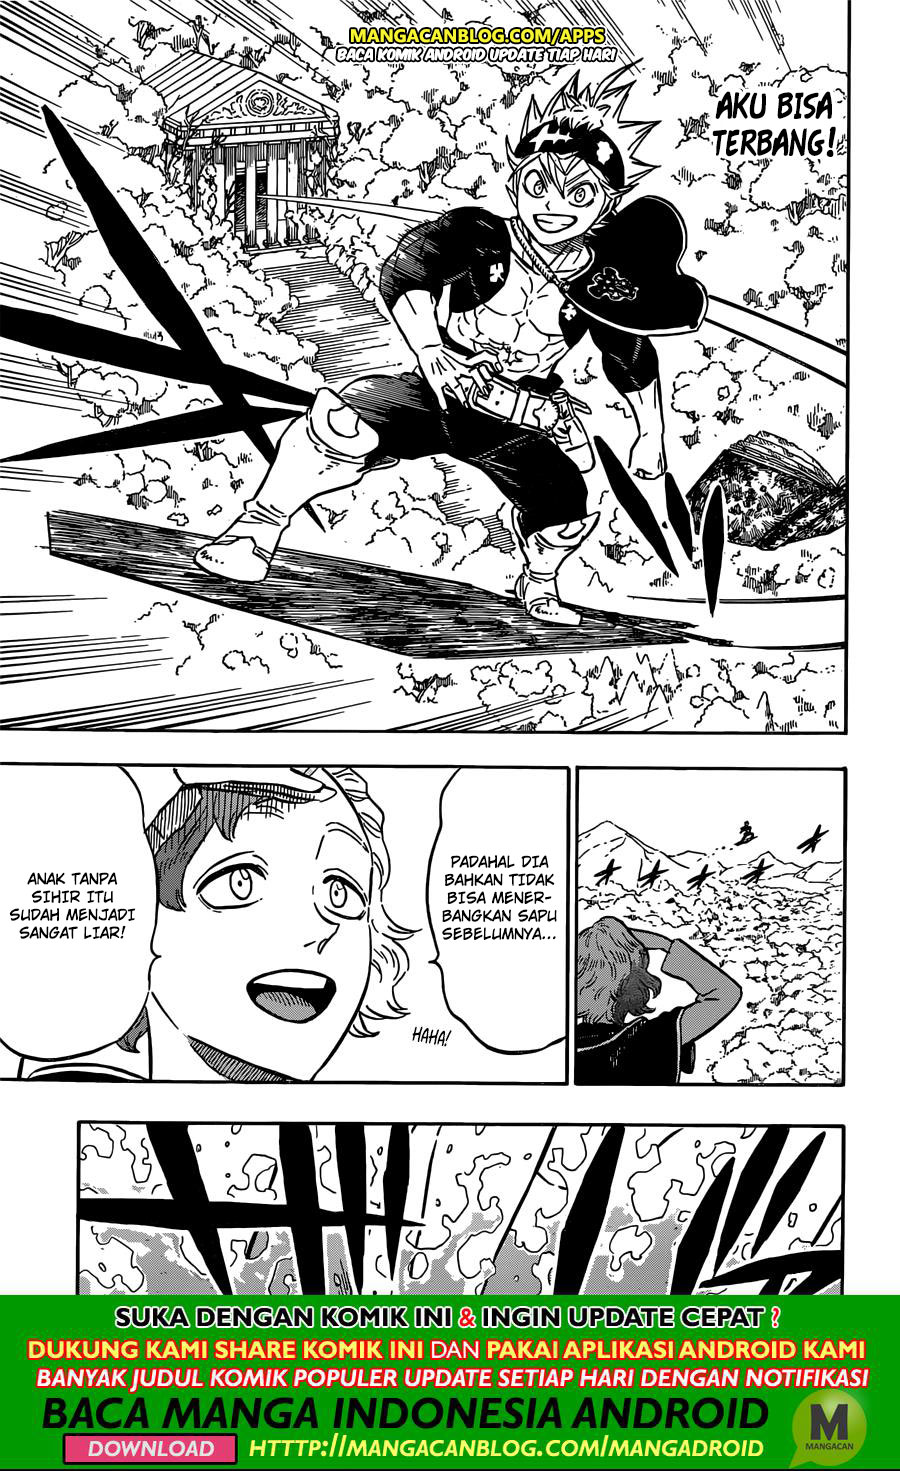 MANGACANBLOG.COM/APPS
BACA KOMIK ANDROID UPDATE TIAP HARI
AKU BISA
TERBANG!
PADAHAL DIA
BAHKAN TIDAK
BISA MENER-
BANGKAN SAPU
SEBELUMNYA...
HAHA!
ANAK TANPA
SIHIR ITU
SUDAH MENJADI
SANGAT LIAR!
SUKA DENGAN KOMIK INI & INGIN UPDATE CEPAT ?
DUKUNG KAMI SHARE KOMIK INI DAN PAKAI APLIKASI ANDROID KAMI
BANYAK JUDUL KOMIK POPULER UPDATE SETIAP HARI DENGAN NOTIFIKASI
BACA MANGA INDONESIA ANDROID
DOWNLOAD HTTTP://MANGACANBLOG.COM/MANGADROID
M
MANGACAN